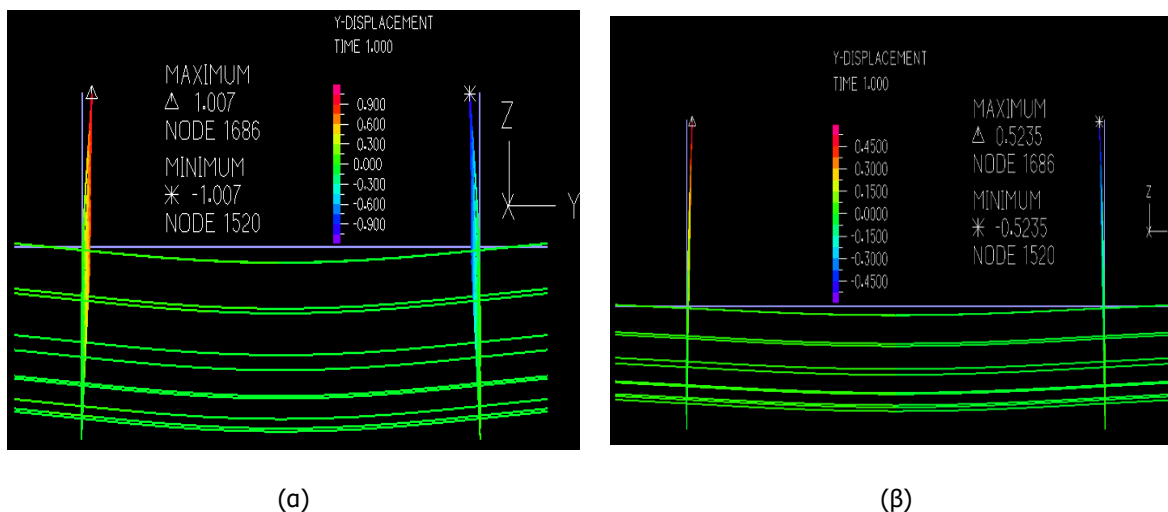 Y-DISPLACEMENT
TIME 1.000
MAXIMUM
△ 1.007
NODE 1686
MINIMUM
✳ -1.007
NODE 1520
0.900
0.600
0.300
0.000
-0.300
-0.600
-0.900
Z
X
Y
(α)
Y-DISPLACEMENT
TIME 1.000
MAXIMUM
△ 0.5235
NODE 1686
MINIMUM
✳ -0.5235
NODE 1520
0.4500
0.3000
0.1500
0.0000
-0.1500
-0.3000
-0.4500
Z
X
(β)